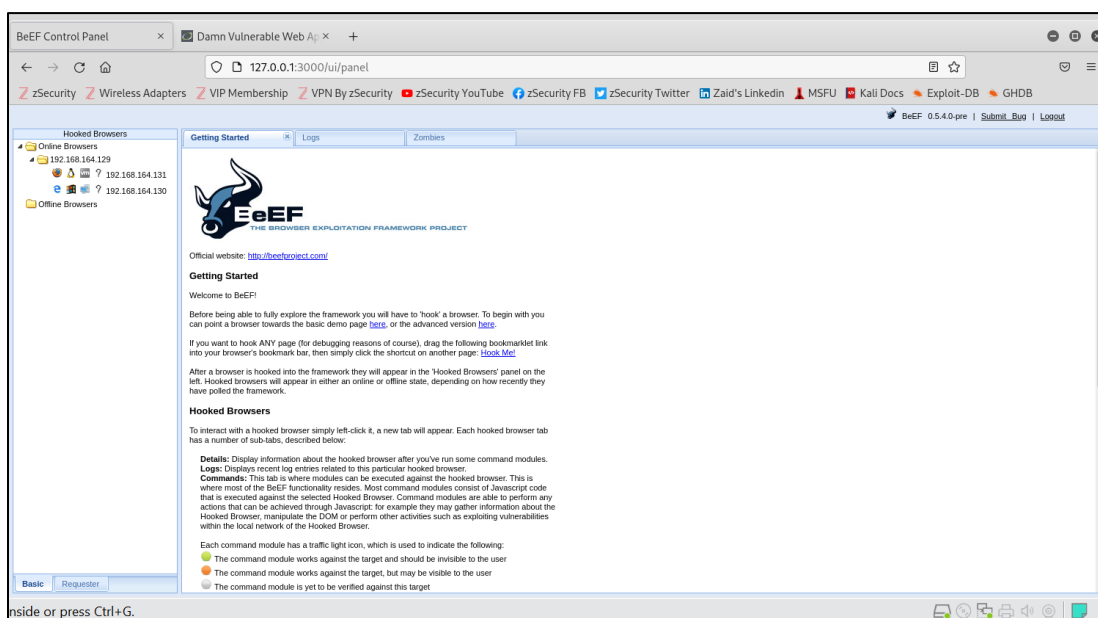 BeEF Control Panel × Damn Vulnerable Web Ap × +
127.0.0.1:3000/ui/panel
zSecurity Wireless Adapters VIP Membership VPN By zSecurity zSecurity YouTube zSecurity FB zSecurity Twitter Zaid's Linkedin MSFU Kali Docs Exploit-DB GHDB
BeEF 0.5.4.0-pre | Submit Bug | Logout
Hooked Browsers
Online Browsers
192.168.164.129
? 192.168.164.131
? 192.168.164.130
Offline Browsers
Basic Requester
Getting Started Logs Zombies
BeEF
THE BROWSER EXPLOITATION FRAMEWORK PROJECT
Official website: http://beefproject.com/
Getting Started
Welcome to BeEF!
Before being able to fully explore the framework you will have to 'hook' a browser. To begin with you
can point a browser towards the basic demo page here, or the advanced version here.
If you want to hook ANY page (for debugging reasons of course), drag the following bookmarklet link
into your browser's bookmark bar, then simply click the shortcut on another page: Hook Me!
After a browser is hooked into the framework they will appear in the 'Hooked Browsers' panel on the
left. Hooked browsers will appear in either an online or offline state, depending on how recently they
have polled the framework.
Hooked Browsers
To interact with a hooked browser simply left-click it, a new tab will appear. Each hooked browser tab
has a number of sub-tabs, described below:
Details: Display information about the hooked browser after you've run some command modules.
Logs: Displays recent log entries related to this particular hooked browser.
Commands: This tab is where modules can be executed against the hooked browser. This is
where most of the BeEF functionality resides. Most command modules consist of Javascript code
that is executed against the selected Hooked Browser. Command modules are able to perform any
actions that can be achieved through Javascript: for example they may gather information about the
Hooked Browser, manipulate the DOM or perform other activities such as exploiting vulnerabilities
within the local network of the Hooked Browser.
Each command module has a traffic light icon, which is used to indicate the following:
The command module works against the target and should be invisible to the user
The command module works against the target, but may be visible to the user
The command module is yet to be verified against this target
nside or press Ctrl+G.